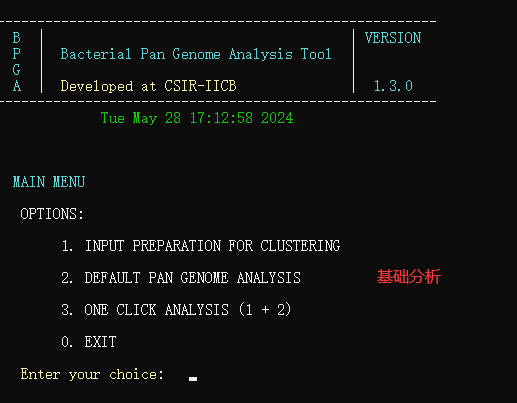 B VERSION
P Bacterial Pan Genome Analysis Tool
G
A Developed at CSIR-IICB 1.3.0
Tue May 28 17:12:58 2024
MAIN MENU
OPTIONS:
1. INPUT PREPARATION FOR CLUSTERING
2. DEFAULT PAN GENOME ANALYSIS 基础分析
3. ONE CLICK ANALYSIS (1 + 2)
0. EXIT
Enter your choice: